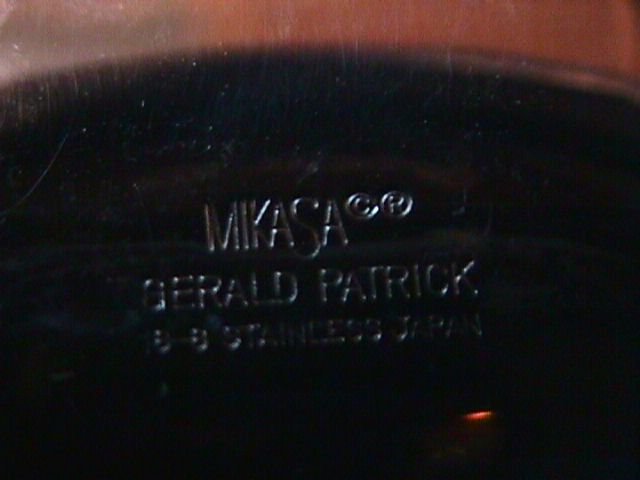 MIKASA©®
GERALD PATRICK
18-8 STAINLESS JAPAN